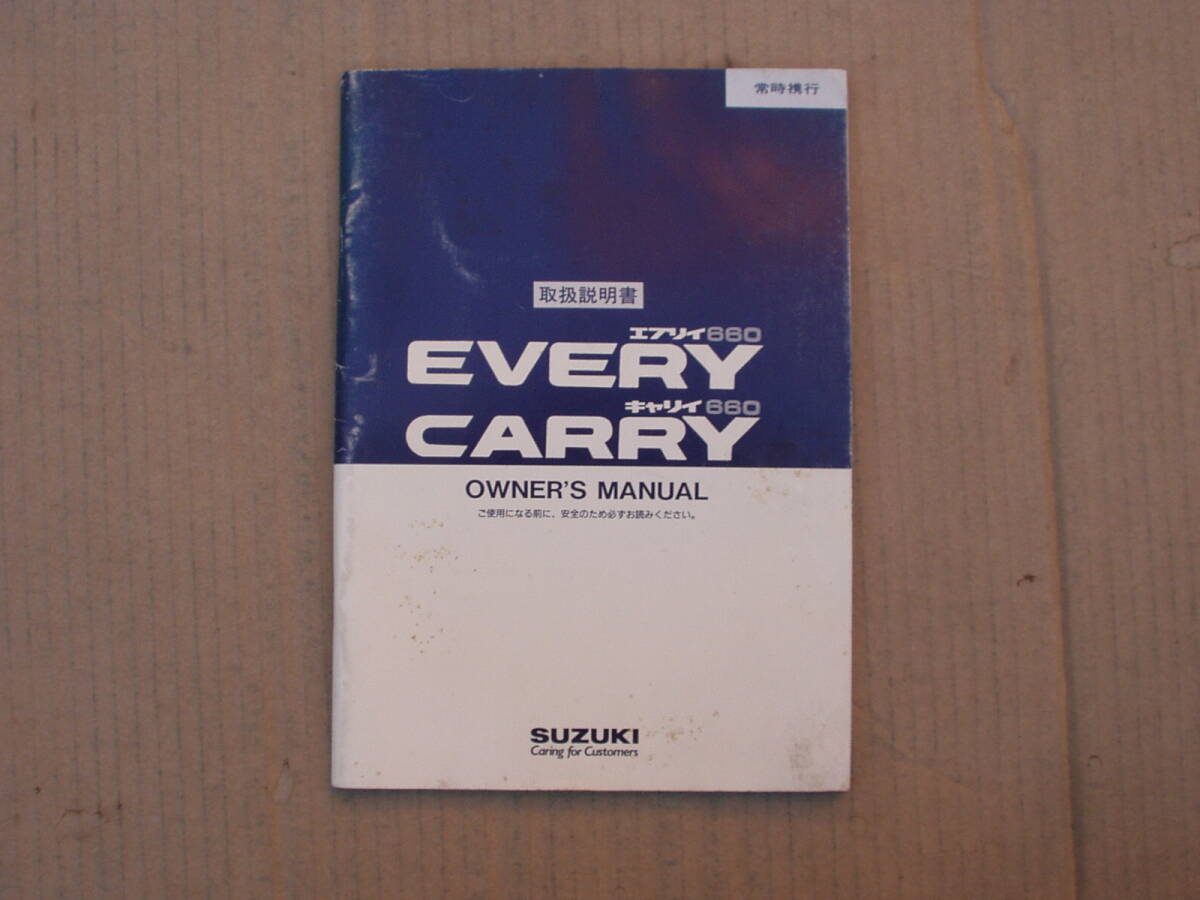 常時携行
取扱説明書
エブリイ660
EVERY
キャリイ660
CARRY
OWNER'S MANUAL
ご使用になる前に、安全のため必ずお読みください。
SUZUKI
Caring for Customers